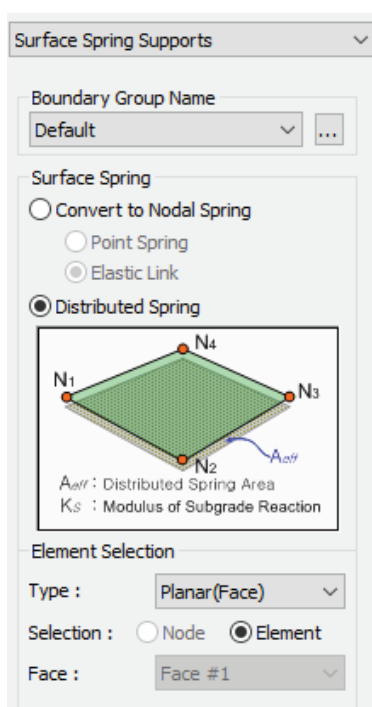 Surface Spring Supports
Boundary Group Name
Default
...
Surface Spring
Convert to Nodal Spring
Point Spring
Elastic Link
Distributed Spring
N4
N1
N3
N2
Aeff
Aeff : Distributed Spring Area
KS : Modulus of Subgrade Reaction
Element Selection
Type : Planar(Face)
Selection : Node Element
Face : Face #1